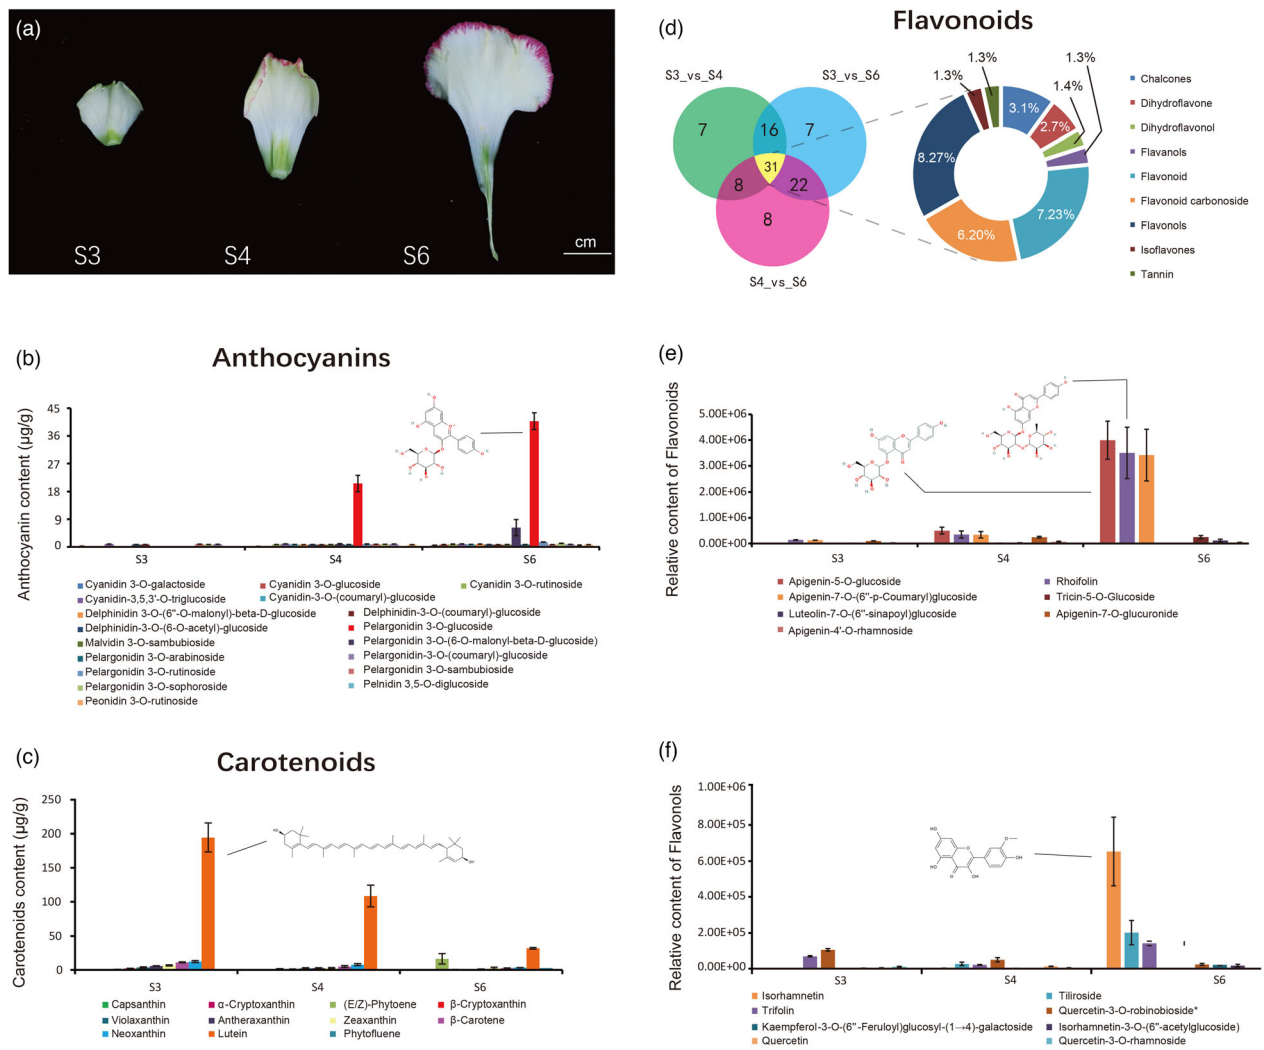 (a)
S3
S4
S6
cm
(d)
Flavonoids
S3_vs_S4
S3_vs_S6
S4_vs_S6
7
16
7
31
8
22
8
1.3%
1.3%
1.3%
1.4%
3.1%
2.7%
7.23%
6.20%
8.27%
Chalcones
Dihydroflavone
Dihydroflavonol
Flavanols
Flavonoid
Flavonoid carbonoside
Flavonols
Isoflavones
Tannin
(b)
Anthocyanins
Anthocyanin content (μg/g)
45
36
27
18
9
0
S3
S4
S6
Cyanidin 3-O-galactoside
Cyanidin 3-O-glucoside
Cyanidin 3-O-rutinoside
Cyanidin-3,5,3'-O-triglucoside
Cyanidin-3-O-(coumaryl)-glucoside
Delphinidin 3-O-(6"-O-malonyl)-beta-D-glucoside
Delphinidin-3-O-(coumaryl)-glucoside
Delphinidin-3-O-(6-O-acetyl)-glucoside
Pelargonidin 3-O-glucoside
Malvidin 3-O-sambubioside
Pelargonidin 3-O-(6-O-malonyl-beta-D-glucoside)
Pelargonidin 3-O-arabinoside
Pelargonidin-3-O-(coumaryl)-glucoside
Pelargonidin 3-O-rutinoside
Pelargonidin 3-O-sambubioside
Pelargonidin 3-O-sophoroside
Pelnidin 3,5-O-diglucoside
Peonidin 3-O-rutinoside
(e)
Relative content of Flavonoids
5.00E+06
4.00E+06
3.00E+06
2.00E+06
1.00E+06
0.00E+00
S3
S4
S6
Apigenin-5-O-glucoside
Rhoifolin
Apigenin-7-O-(6"-p-Coumaryl)glucoside
Tricin-5-O-Glucoside
Luteolin-7-O-(6"-sinapoyl)glucoside
Apigenin-7-O-glucuronide
Apigenin-4'-O-rhamnoside
(c)
Carotenoids
Carotenoids content (μg/g)
250
200
150
100
50
0
HO
OH
S3
S4
S6
Capsanthin
α-Cryptoxanthin
(E/Z)-Phytoene
β-Cryptoxanthin
Violaxanthin
Antheraxanthin
Zeaxanthin
β-Carotene
Neoxanthin
Lutein
Phytofluene
(f)
Relative content of Flavonols
1.00E+06
8.00E+05
6.00E+05
4.00E+05
2.00E+05
0.00E+00
HO
OH
O
OH
O
O
OH
S3
S4
S6
Isorhamnetin
Tiliroside
Trifolin
Quercetin-3-O-robinobioside*
Kaempferol-3-O-(6"-Feruloyl)glucosyl-(1→4)-galactoside
Isorhamnetin-3-O-(6"-acetylglucoside)
Quercetin
Quercetin-3-O-rhamnoside